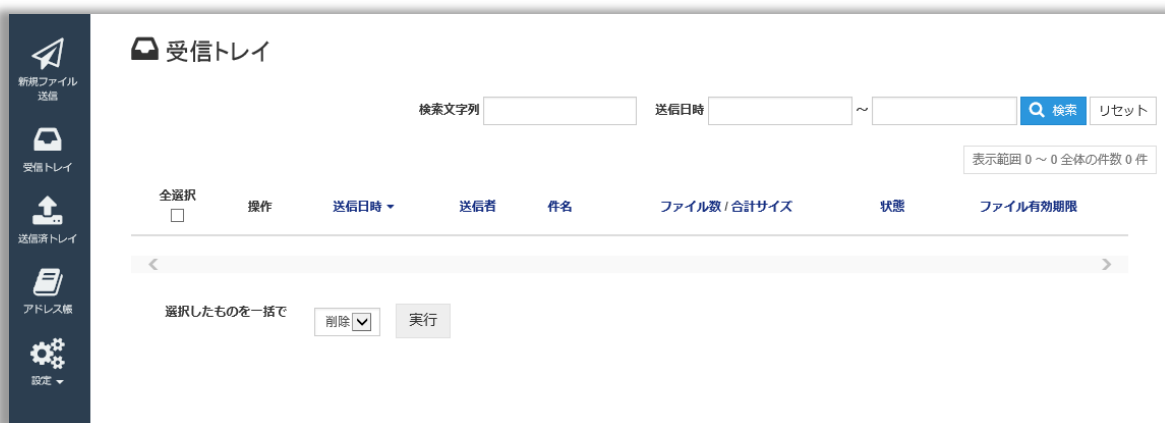 新規ファイル
送信
受信トレイ
送信済トレイ
アドレス帳
設定
受信トレイ
検索文字列 送信日時 ~ 検索 リセット
表示範囲 0 ~ 0 全体の件数 0 件
全選択 操作 送信日時 送信者 件名 ファイル数 / 合計サイズ 状態 ファイル有効期限
選択したものを一括で 削除 実行